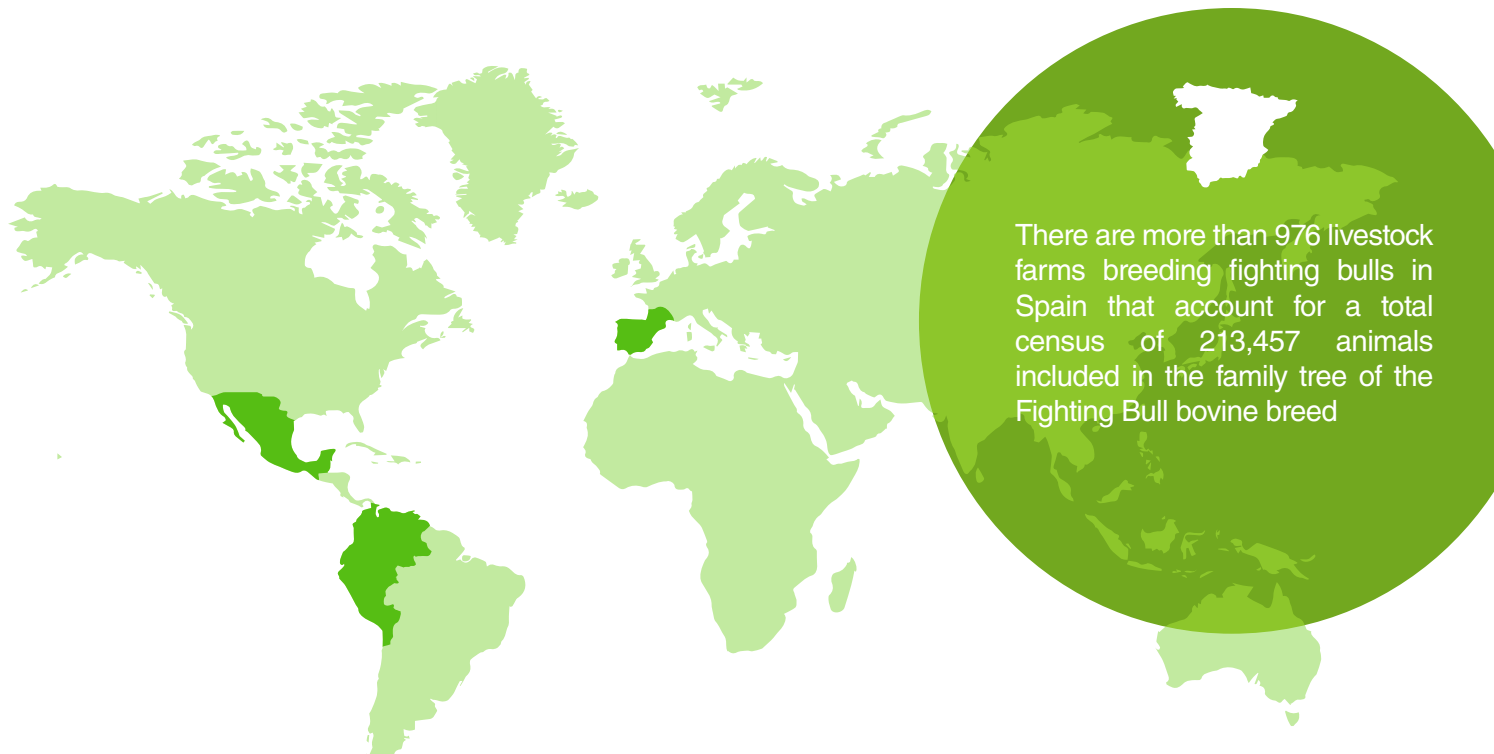 There are more than 976 livestock
farms breeding fighting bulls in
Spain that account for a total
census of 213,457 animals
included in the family tree of the
Fighting Bull bovine breed